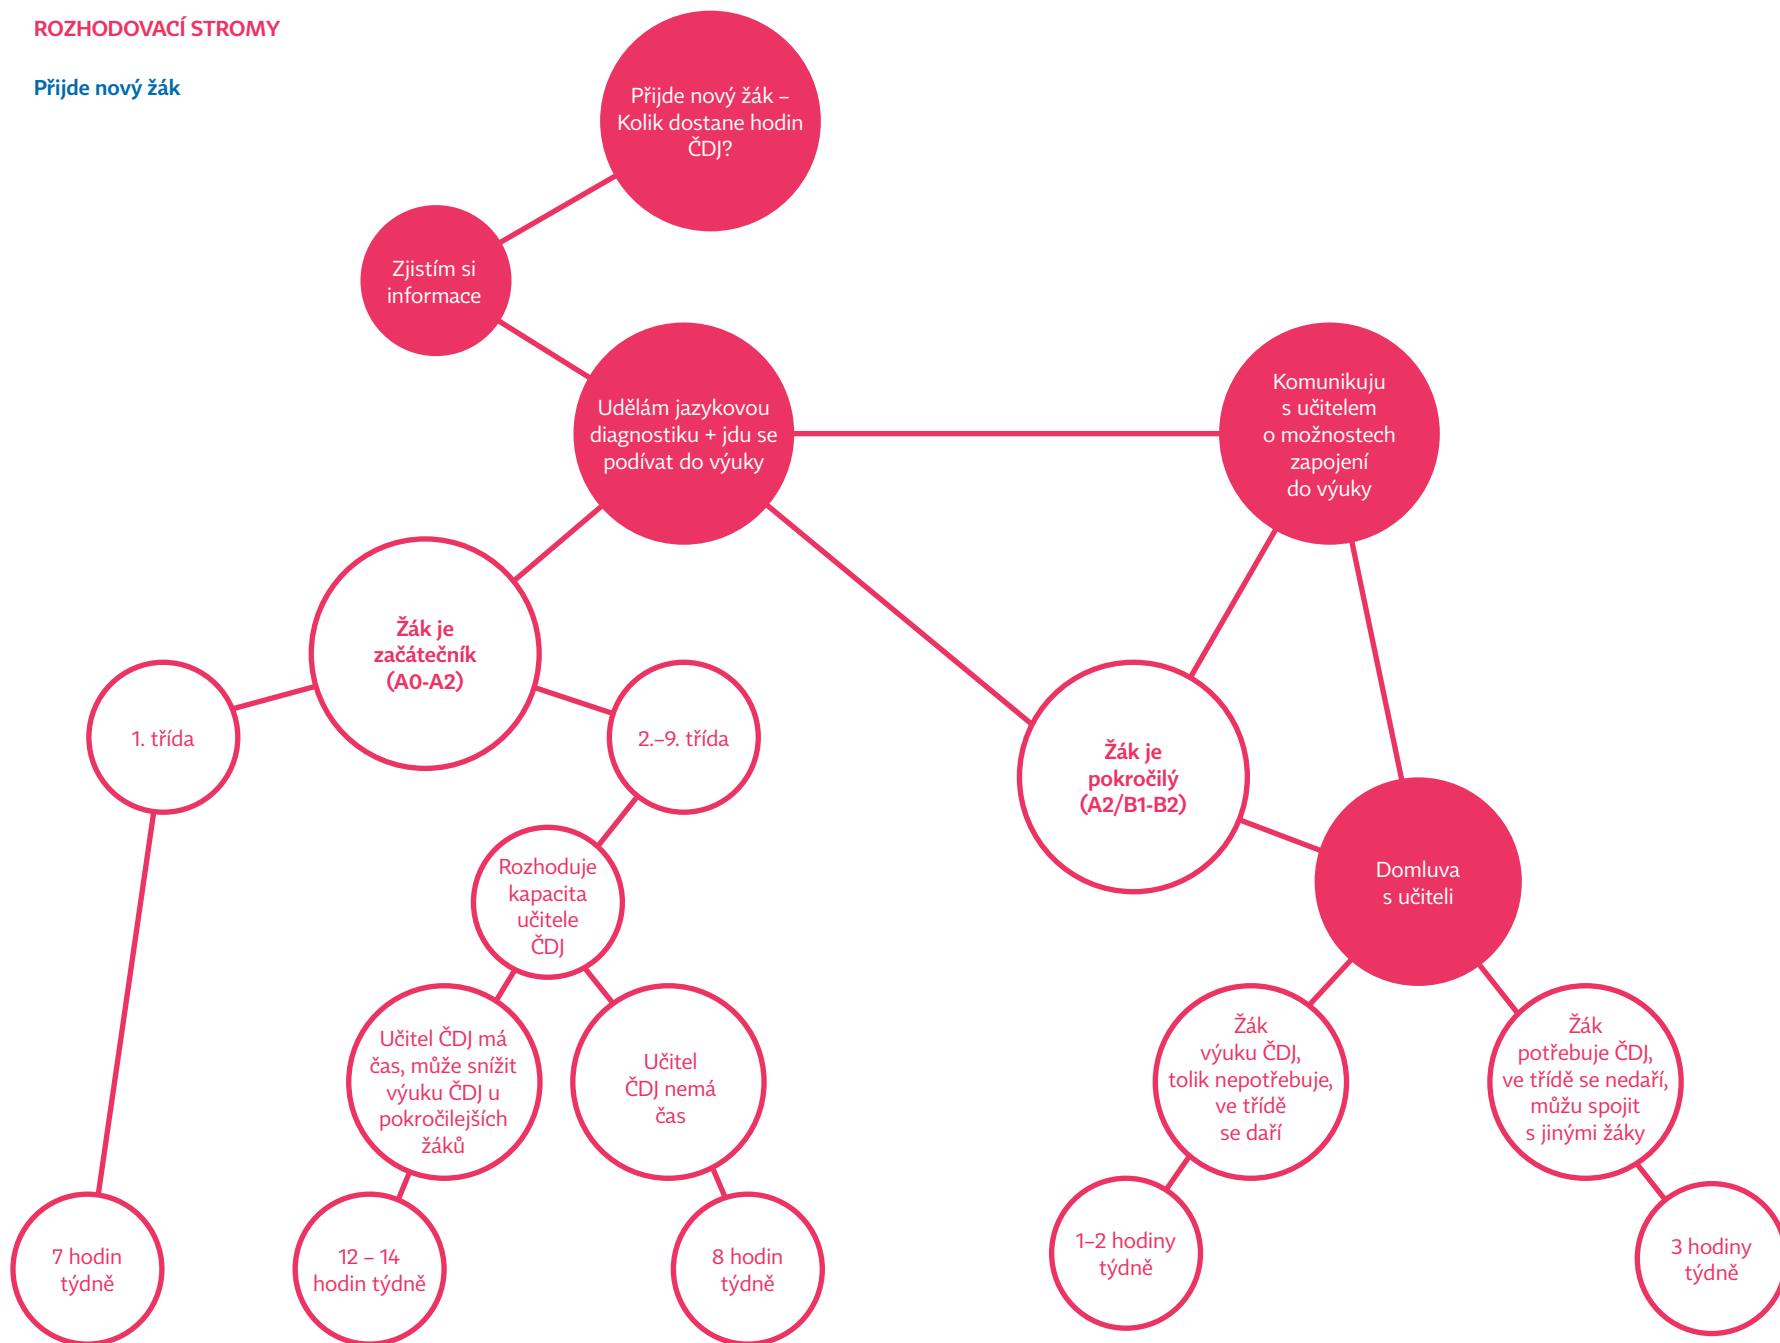 ROZHODOVACÍ STROMY
Přijde nový žák
Přijde nový žák –
Kolik dostane hodin
ČDJ?
Zjistím si
informace
Udělám jazykovou
diagnostiku + jdu se
podívat do výuky
Komunikuju
s učitelem
o možnostech
zapojení
do výuky
Žák je
začátečník
(A0-A2)
1. třída
2.–9. třída
Žák je
pokročilý
(A2/B1-B2)
Rozhoduje
kapacita
učitele
ČDJ
Domluva
s učiteli
Učitel ČDJ má
čas, může snížit
výuku ČDJ u
pokročilejších
žáků
Učitel
ČDJ nemá
čas
Žák
výuku ČDJ,
tolik nepotřebuje,
ve třídě
se daří
Žák
potřebuje ČDJ,
ve třídě se nedaří,
můžu spojit
s jinými žáky
7 hodin
týdně
12 – 14
hodin týdně
8 hodin
týdně
1–2 hodiny
týdně
3 hodiny
týdně